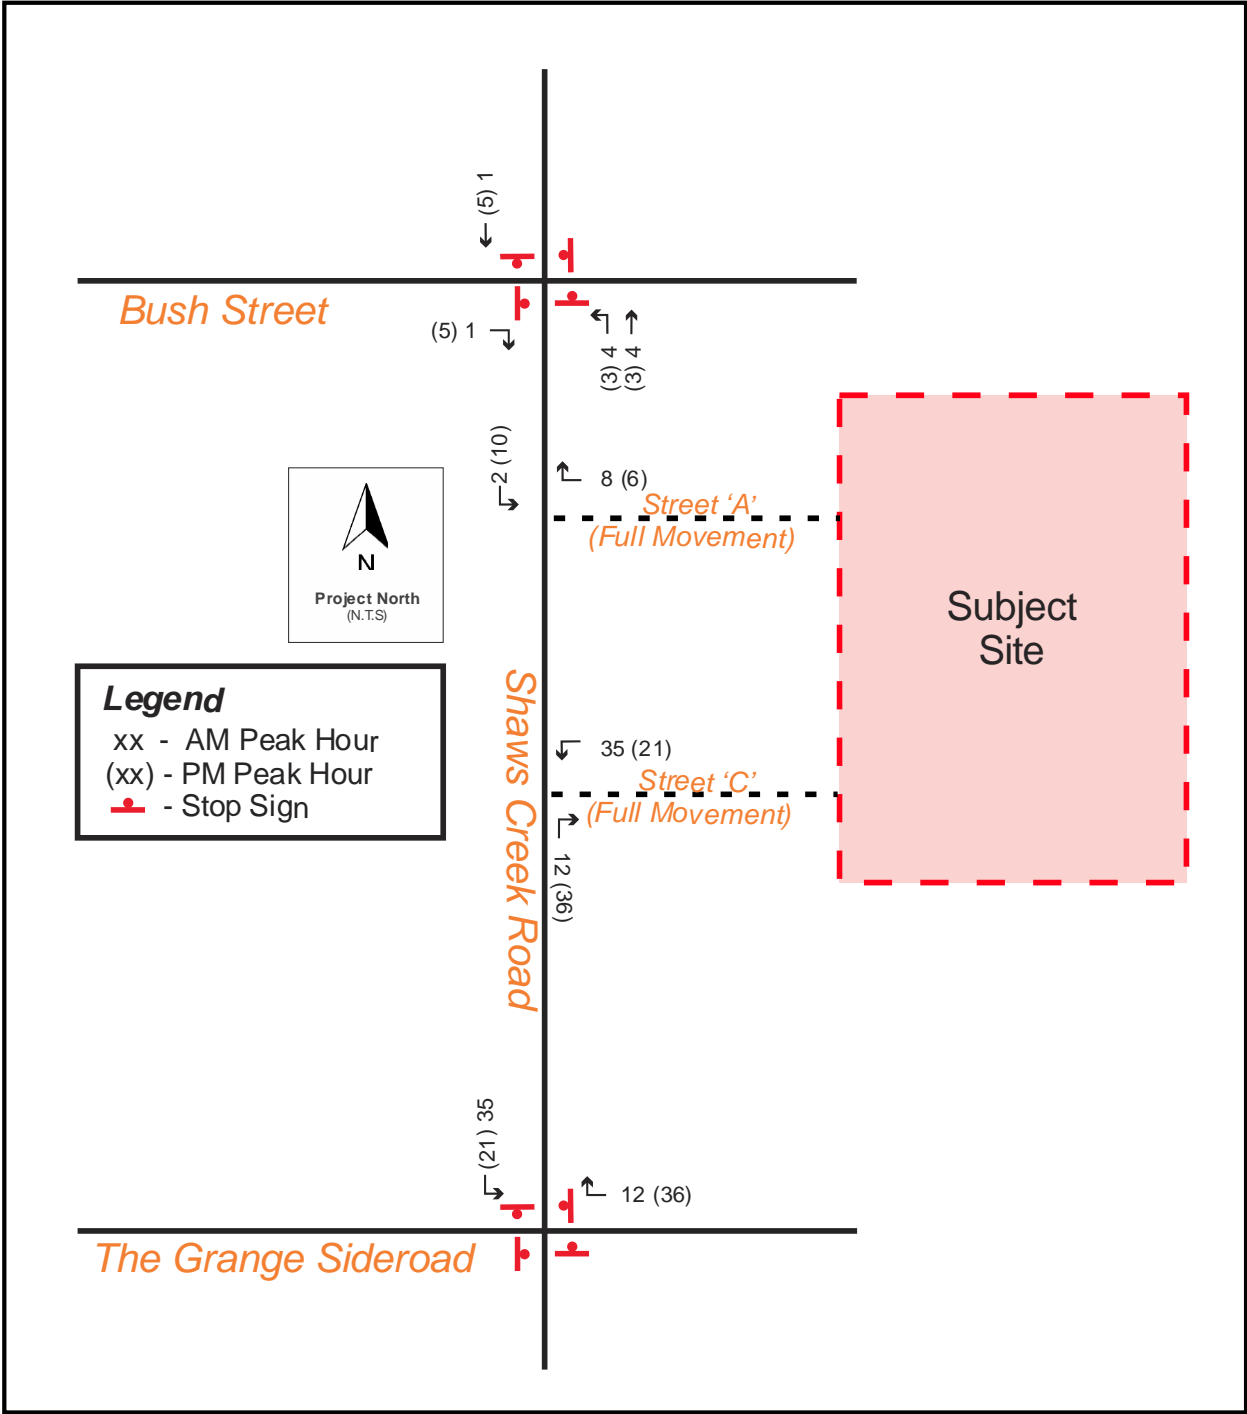 (5) 1
Bush Street
(5) 1
(3) 4
(3) 4
2 (10)
8 (6)
Street ‘A’
(Full Movement)
N
Project North
(N.T.S)
Subject
Site
Legend
xx - AM Peak Hour
(xx) - PM Peak Hour
- Stop Sign
Shaws Creek Road
35 (21)
Street ‘C’
(Full Movement)
12 (36)
(21) 35
12 (36)
The Grange Sideroad